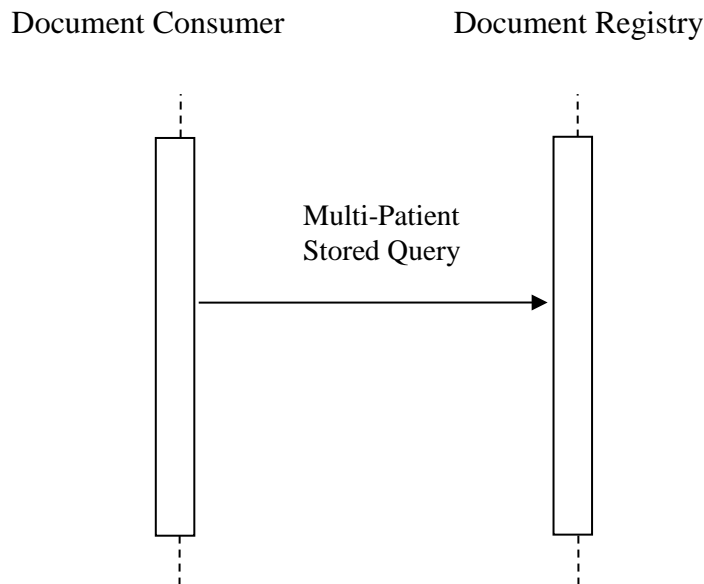 Document Consumer
Document Registry
Multi-Patient
Stored Query